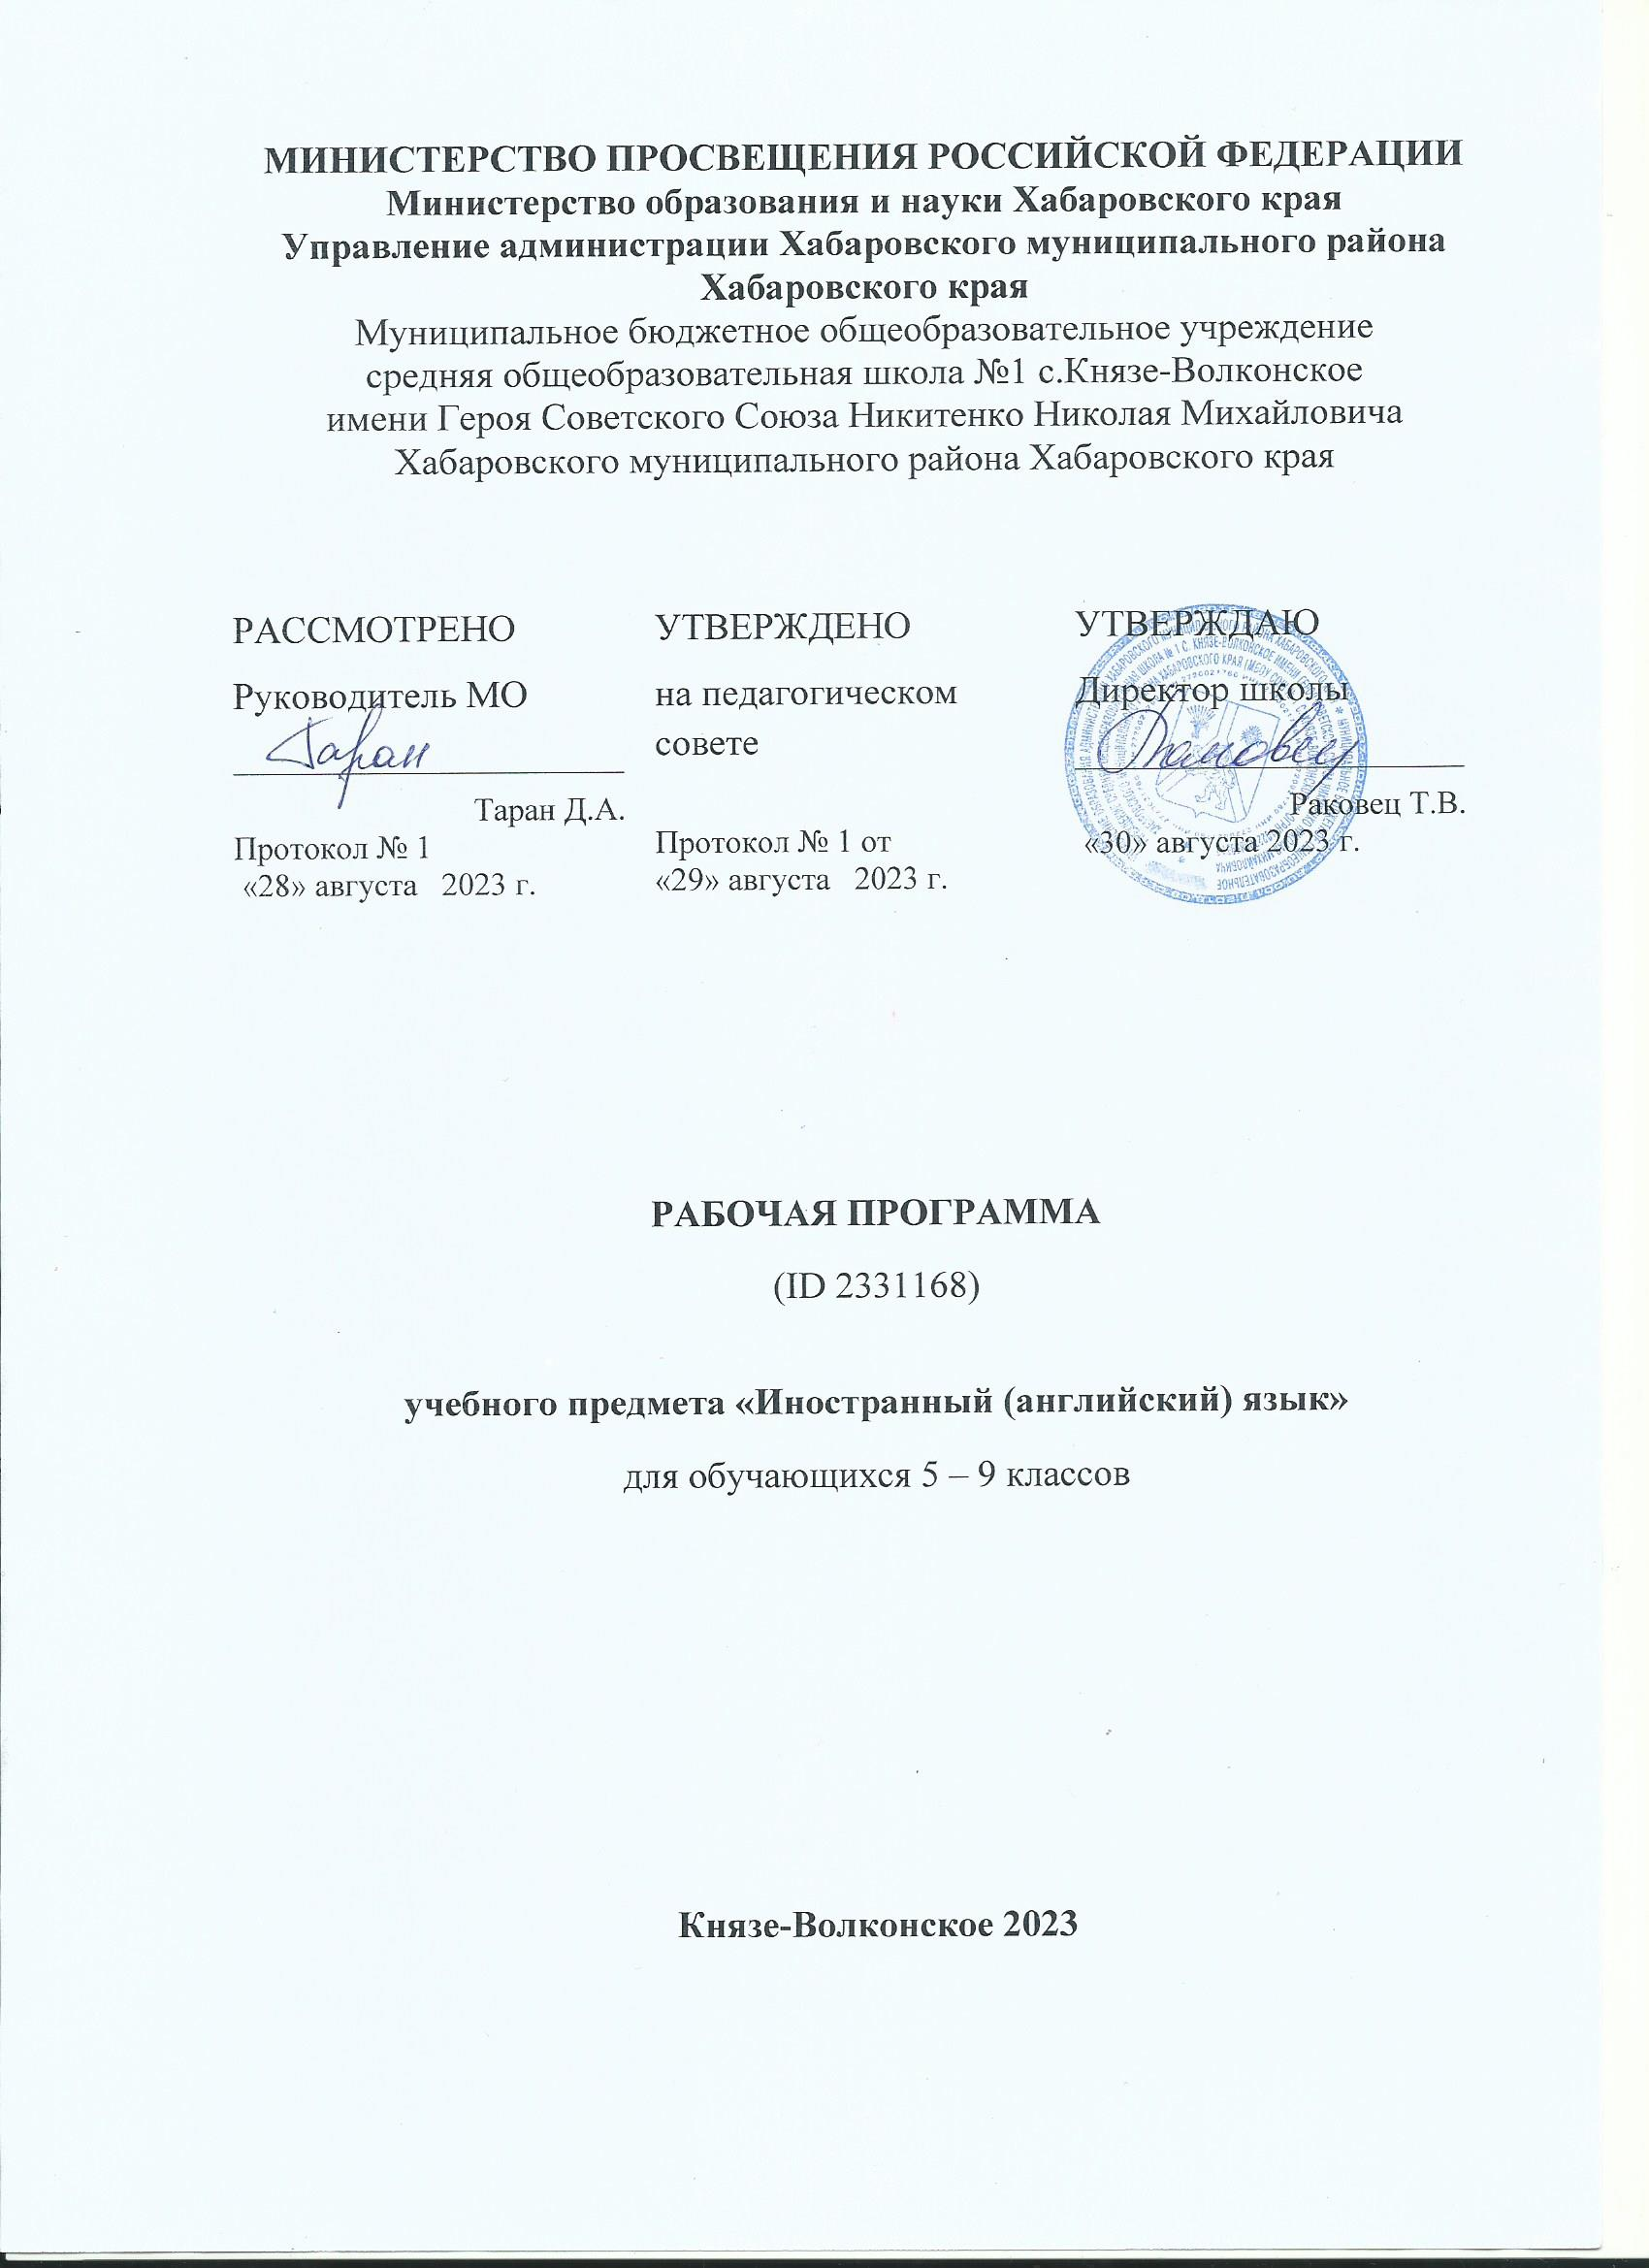 МИНИСТЕРСТВО ПРОСВЕЩЕНИЯ РОССИЙСКОЙ ФЕДЕРАЦИИ
Министерство образования и науки Хабаровского края
Управление администрации Хабаровского муниципального района
Хабаровского края
Муниципальное бюджетное общеобразовательное учреждение
средняя общеобразовательная школа №1 с.Князе-Волконское
имени Героя Советского Союза Никитенко Николая Михайловича
Хабаровского муниципального района Хабаровского края
РАССМОТРЕНО
Руководитель МО
Таран
Таран Д.А.
Протокол № 1
«28» августа 2023 г.
УТВЕРЖДЕНО
на педагогическом
совете
Протокол № 1 от
«29» августа 2023 г.
УТВЕРЖДАЮ
Директор школы
Раковец Т.В.
«30» августа 2023 г.
РАБОЧАЯ ПРОГРАММА
(ID 2331168)
учебного предмета «Иностранный (английский) язык»
для обучающихся 5 – 9 классов
Князе-Волконское 2023